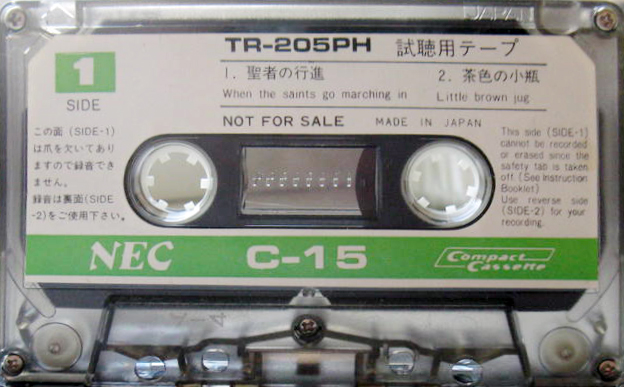 JAPAN
TR-205PH 試聴用テープ
1
SIDE
1. 聖者の行進 2. 茶色の小瓶
When the saints go marching in Little brown jug
NOT FOR SALE MADE IN JAPAN
この面 (SIDE-1)
は爪を欠いてあり
ますので録音でき
ません。
録音は裏面(SIDE
-2)をご使用下さい。
This side (SIDE-1)
cannot be recorded
or erased since the
safety tab is taken
off. (See Instruction
Booklet)
Use reverse side
(SIDE-2) for your
recording.
NEC C-15 Compact
Cassette